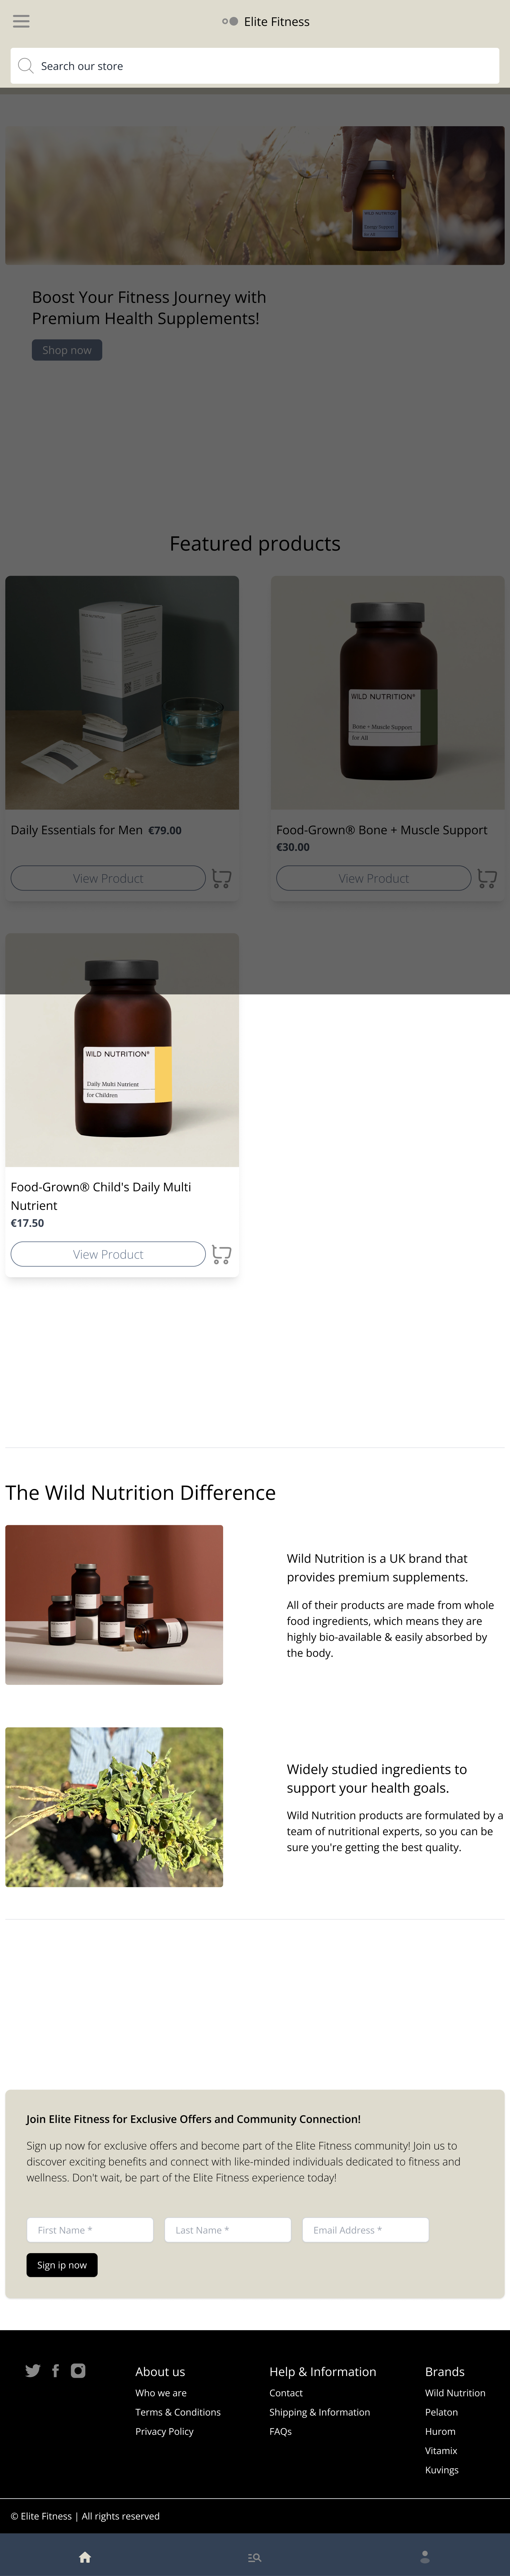 Elite Fitness
Search our store
WILD NUTRITION
Boost Your Fitness Journey with
Premium Health Supplements!
Shop now
Featured products
WILD NUTRITION®
Bone + Muscle Support
for All
Daily Essentials for Men €79.00
Food-Grown® Bone + Muscle Support
€30.00
View Product
View Product
WILD NUTRITION®
Daily Multi Nutrient
for Children
Food-Grown® Child's Daily Multi
Nutrient
€17.50
View Product
The Wild Nutrition Difference
Wild Nutrition is a UK brand that
provides premium supplements.
All of their products are made from whole
food ingredients, which means they are
highly bio-available & easily absorbed by
the body.
Widely studied ingredients to
support your health goals.
Wild Nutrition products are formulated by a
team of nutritional experts, so you can be
sure you're getting the best quality.
Join Elite Fitness for Exclusive Offers and Community Connection!
Sign up now for exclusive offers and become part of the Elite Fitness community! Join us to
discover exciting benefits and connect with like-minded individuals dedicated to fitness and
wellness. Don't wait, be part of the Elite Fitness experience today!
First Name *
Last Name *
Email Address *
Sign ip now
About us
Who we are
Terms & Conditions
Privacy Policy
Help & Information
Contact
Shipping & Information
FAQs
Brands
Wild Nutrition
Pelaton
Hurom
Vitamix
Kuvings
© Elite Fitness | All rights reserved